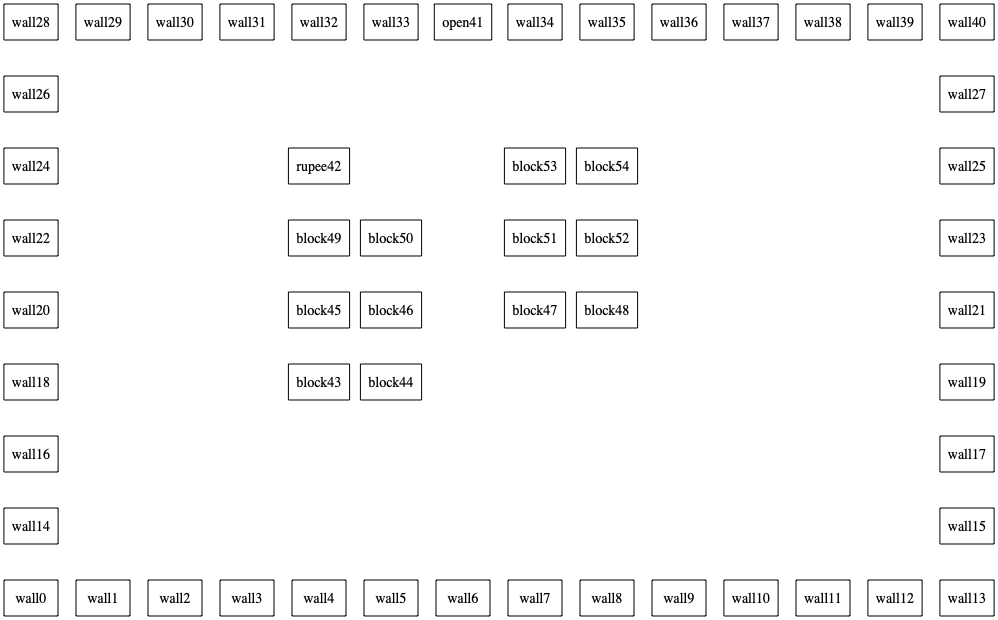 wall28 wall29 wall30 wall31 wall32 wall33 open41 wall34 wall35 wall36 wall37 wall38 wall39 wall40
wall26 wall27
wall24 rupee42 block53 block54 wall25
wall22 block49 block50 block51 block52 wall23
wall20 block45 block46 block47 block48 wall21
wall18 block43 block44 wall19
wall16 wall17
wall14 wall15
wall0 wall1 wall2 wall3 wall4 wall5 wall6 wall7 wall8 wall9 wall10 wall11 wall12 wall13